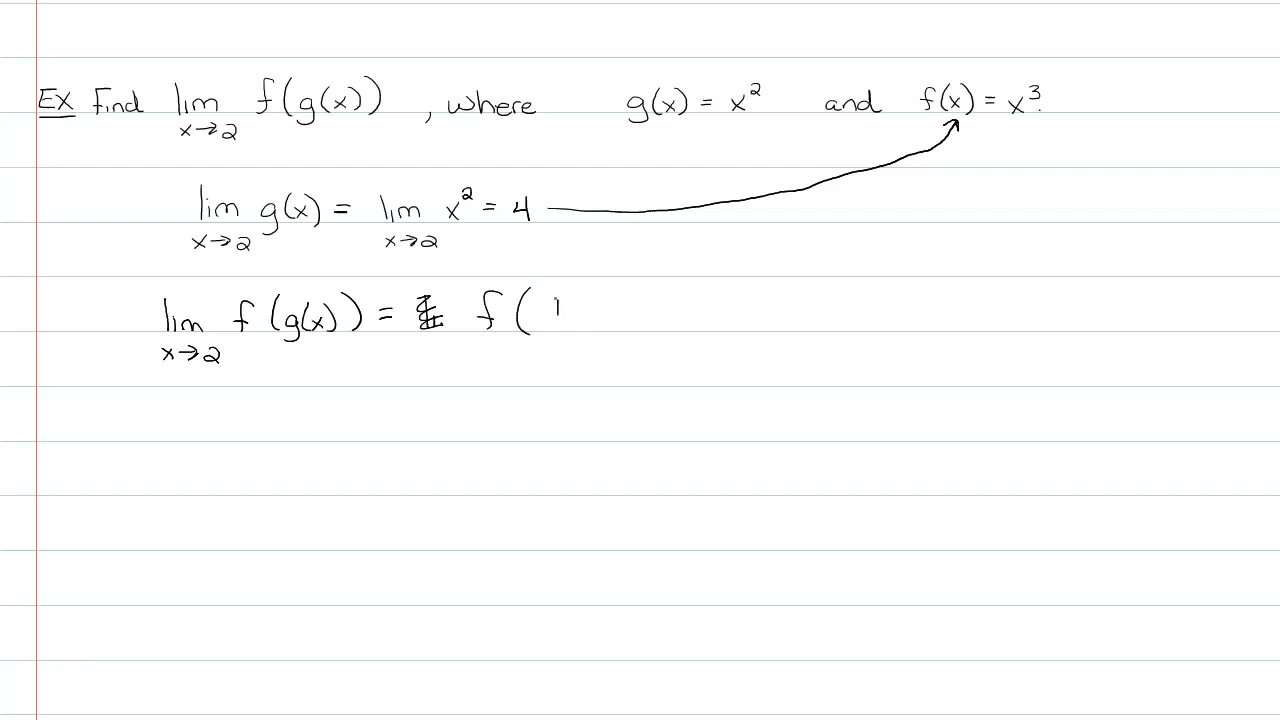 EX Find lim x→2 f(g(x)) , where g(x) = x² and f(x) = x³.
lim x→2 g(x) = lim x→2 x² = 4
lim x→2 f(g(x)) = f(